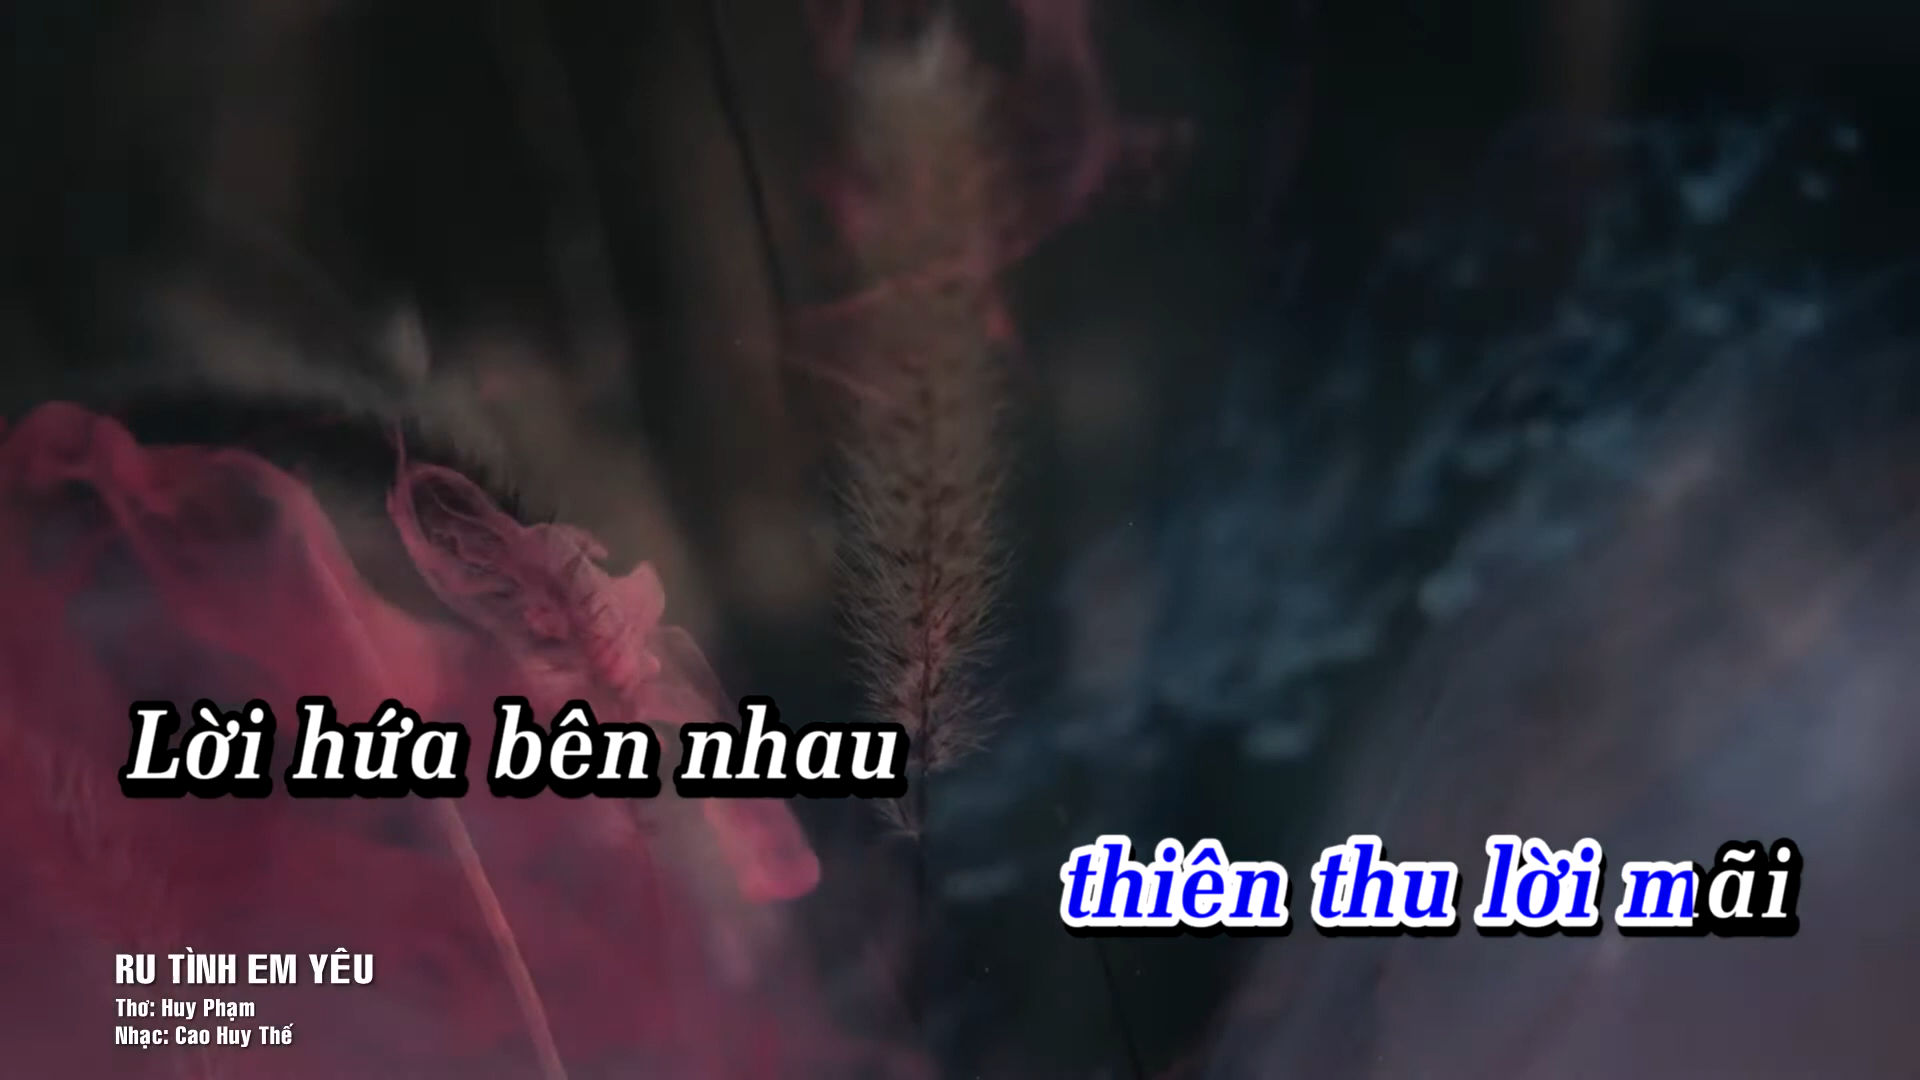 Lời hứa bên nhau
thiên thu lời mãi
RU TÌNH EM YÊU
Thơ: Huy Phạm
Nhạc: Cao Huy Thế